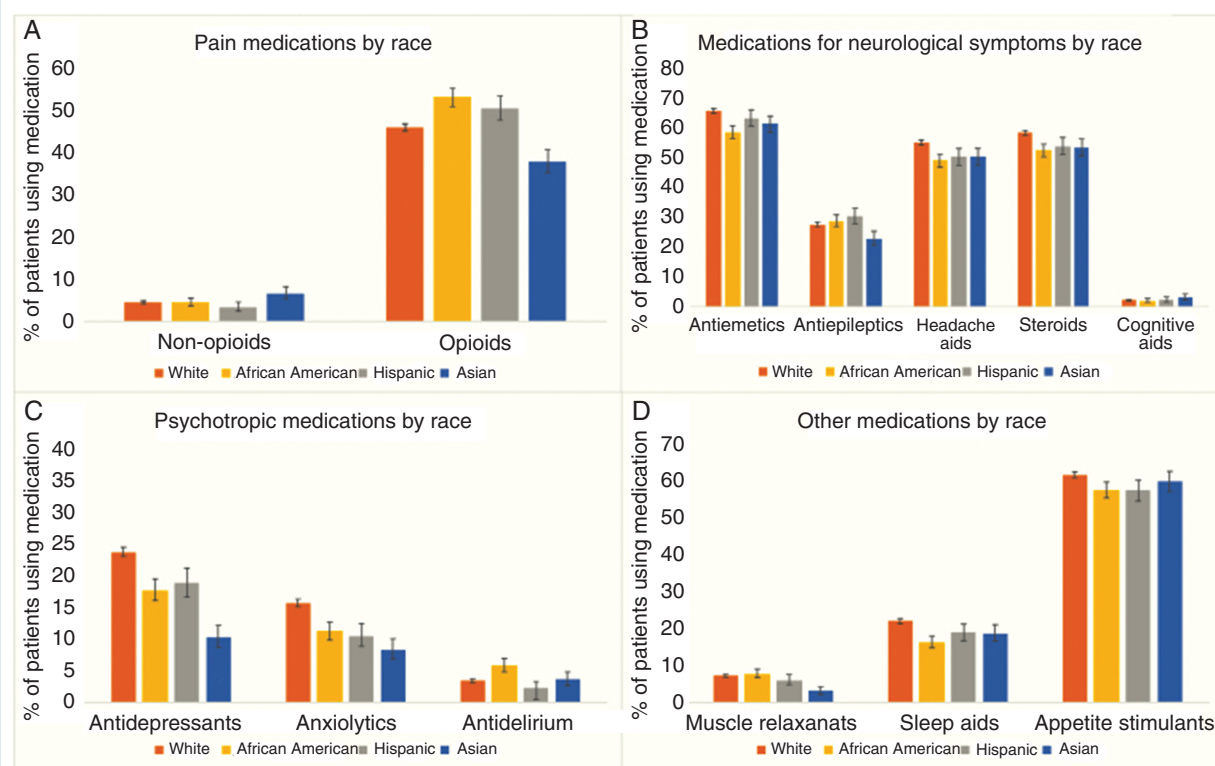 A
Pain medications by race
% of patients using medication
60
50
40
30
20
10
0
Non-opioids Opioids
White African American Hispanic Asian
B
Medications for neurological symptoms by race
% of patients using medication
80
70
60
50
40
30
20
10
0
Antiemetics Antiepileptics Headache aids Steroids Cognitive aids
White African American Hispanic Asian
C
Psychotropic medications by race
% of patients using medication
40
35
30
25
20
15
10
5
0
Antidepressants Anxiolytics Antidelirium
White African American Hispanic Asian
D
Other medications by race
% of patients using medication
70
60
50
40
30
20
10
0
Muscle relaxanats Sleep aids Appetite stimulants
White African American Hispanic Asian